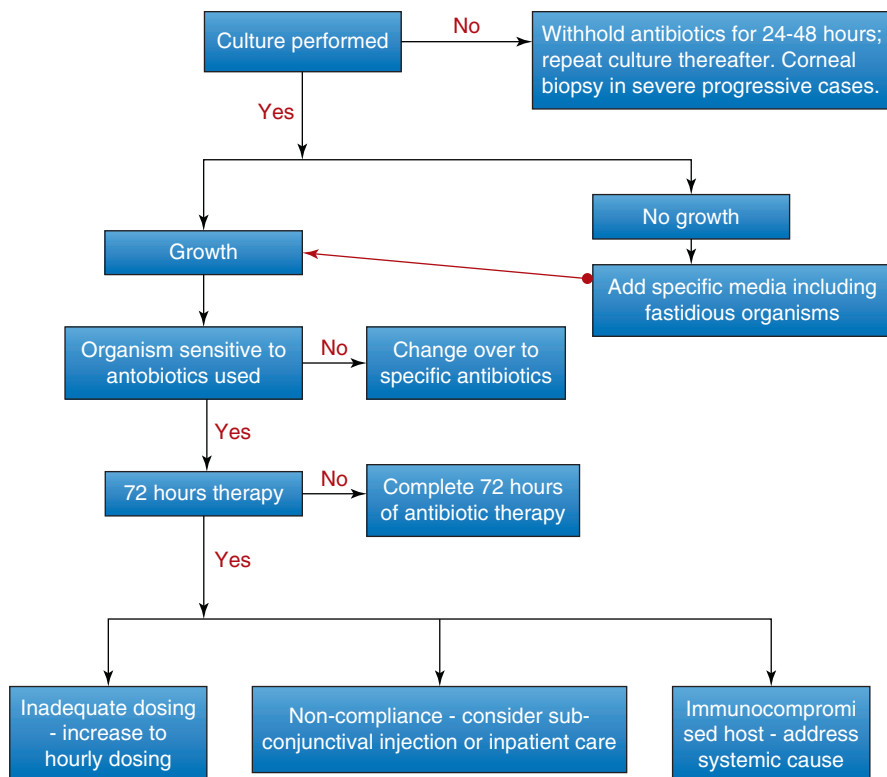 Culture performed
No
Withhold antibiotics for 24-48 hours;
repeat culture thereafter. Corneal
biopsy in severe progressive cases.
Yes
No growth
Growth
Add specific media including
fastidious organisms
Organism sensitive to
antobiotics used
No
Change over to
specific antibiotics
Yes
72 hours therapy
No
Complete 72 hours
of antibiotic therapy
Yes
Inadequate dosing
- increase to
hourly dosing
Non-compliance - consider sub-
conjunctival injection or inpatient care
Immunocompromi
sed host - address
systemic cause